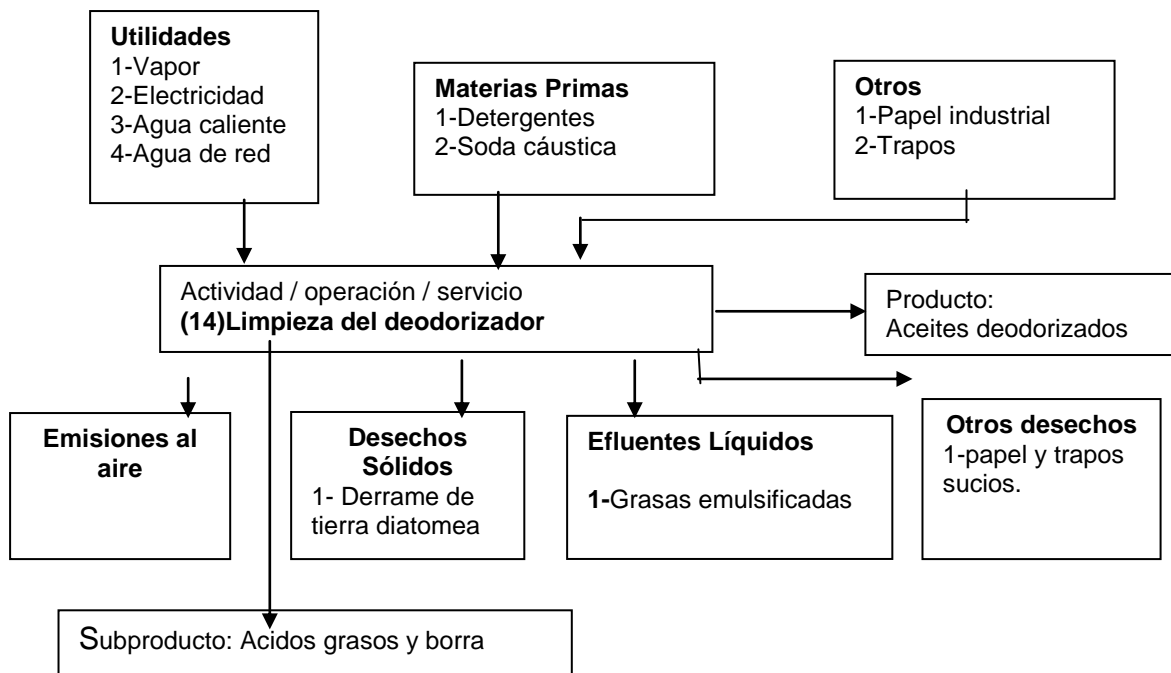 Utilidades
1-Vapor
2-Electricidad
3-Agua caliente
4-Agua de red
Materias Primas
1-Detergentes
2-Soda cáustica
Otros
1-Papel industrial
2-Trapos
Actividad / operación / servicio
(14)Limpieza del deodorizador
Producto:
Aceites deodorizados
Emisiones al
aire
Desechos
Sólidos
1- Derrame de
tierra diatomea
Efluentes Líquidos
1-Grasas emulsificadas
Otros desechos
1-papel y trapos
sucios.
Subproducto: Acidos grasos y borra